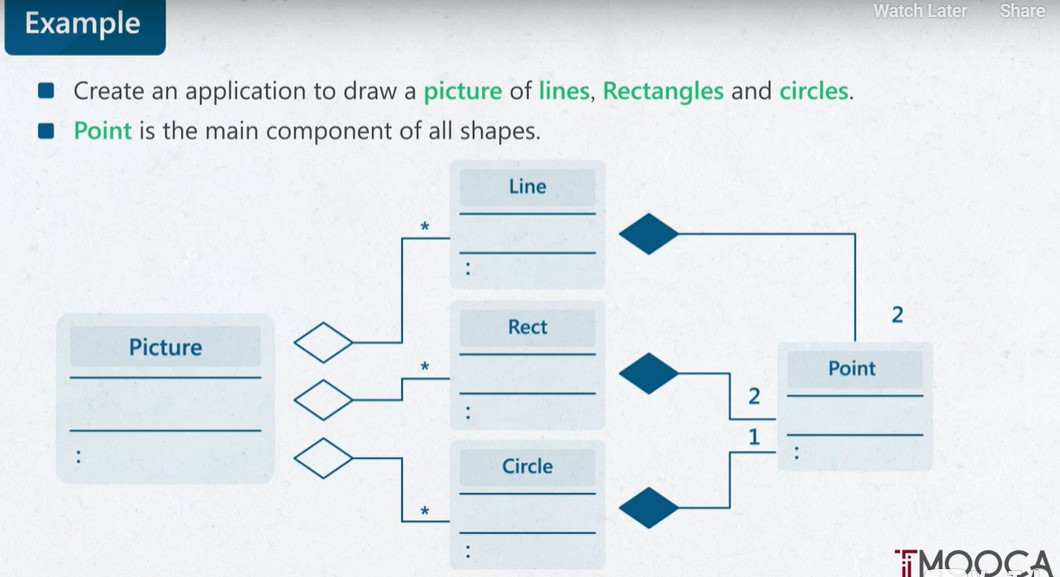 Watch Later Share
Example
Create an application to draw a picture of lines, Rectangles and circles.
Point is the main component of all shapes.
Line
*
:
2
Rect
Picture
*
Point
2
:
1
:
:
Circle
*
:
TMOOCA